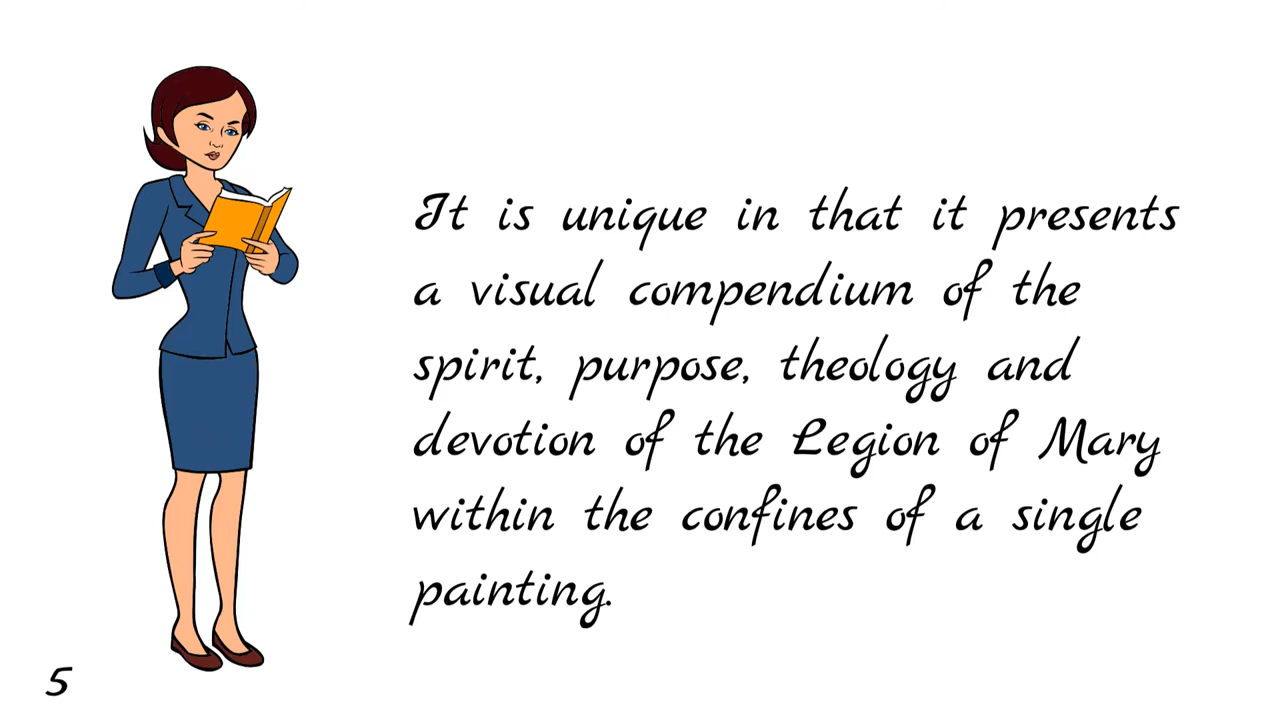 It is unique in that it presents
a visual compendium of the
spirit, purpose, theology and
devotion of the Legion of Mary
within the confines of a single
painting.
5